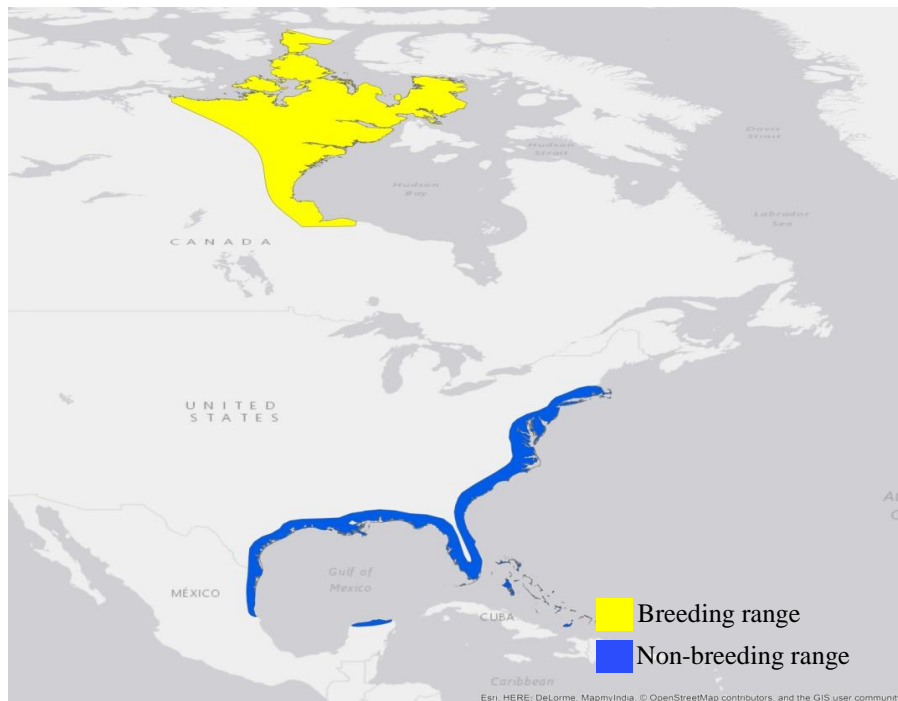 Davis
Strait
Hudson
Strait
Hudson
Bay
Labrador
Sea
CANADA
UNITED
STATES
Gulf of
Mexico
MÉXICO
CUBA
Breeding range
Non-breeding range
Caribbean
Esri, HERE, DeLorme, MapmyIndia, © OpenStreetMap contributors, and the GIS user community